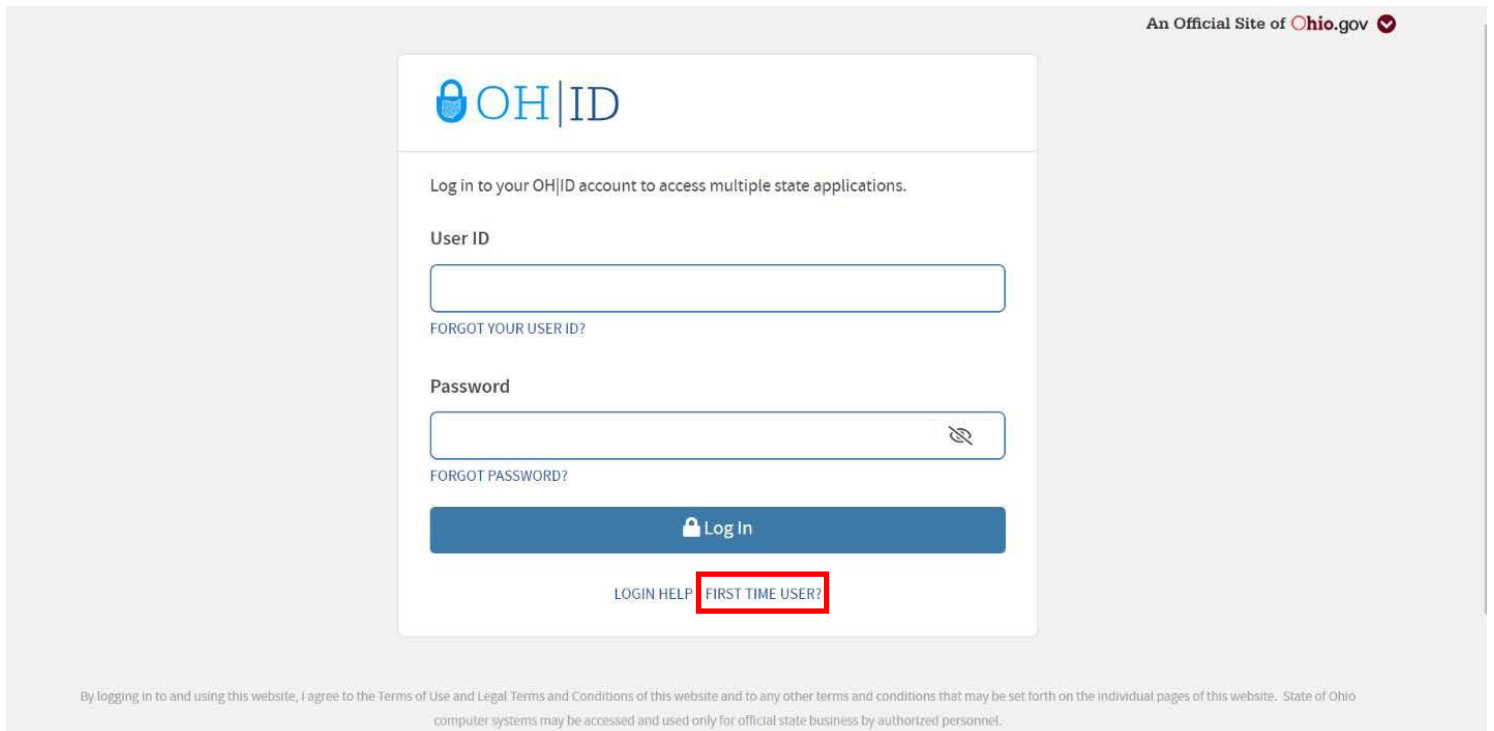 An Official Site of Ohio.gov
OH|ID
Log in to your OH|ID account to access multiple state applications.
User ID
FORGOT YOUR USER ID?
Password
FORGOT PASSWORD?
Log In
LOGIN HELP FIRST TIME USER?
By logging in to and using this website, I agree to the Terms of Use and Legal Terms and Conditions of this website and to any other terms and conditions that may be set forth on the individual pages of this website. State of Ohio
computer systems may be accessed and used only for official state business by authorized personnel.